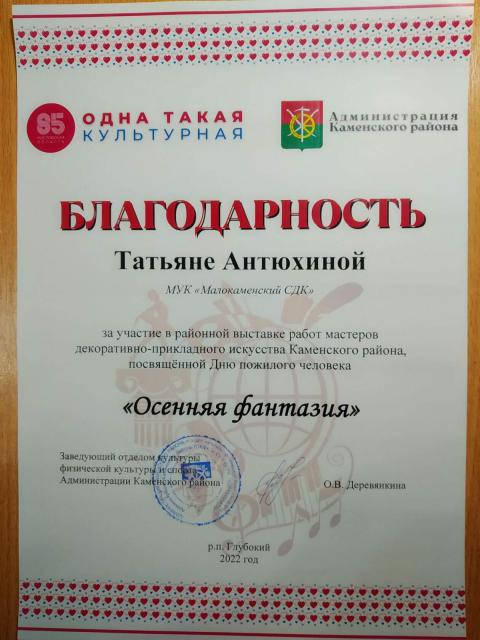 85
ОДНА ТАКАЯ
КУЛЬТУРНАЯ
Администрация
Каменского района
БЛАГОДАРНОСТЬ
Татьяне Антюхиной
МУК «Малокаменский СДК»
за участие в районной выставке работ мастеров
декоративно-прикладного искусства Каменского района,
посвящённой Дню пожилого человека
«Осенняя фантазия»
Заведующий отделом культуры
физической культуры и спорта
Администрации Каменского района
О.В. Деревянкина
р.п. Глубокий
2022 год